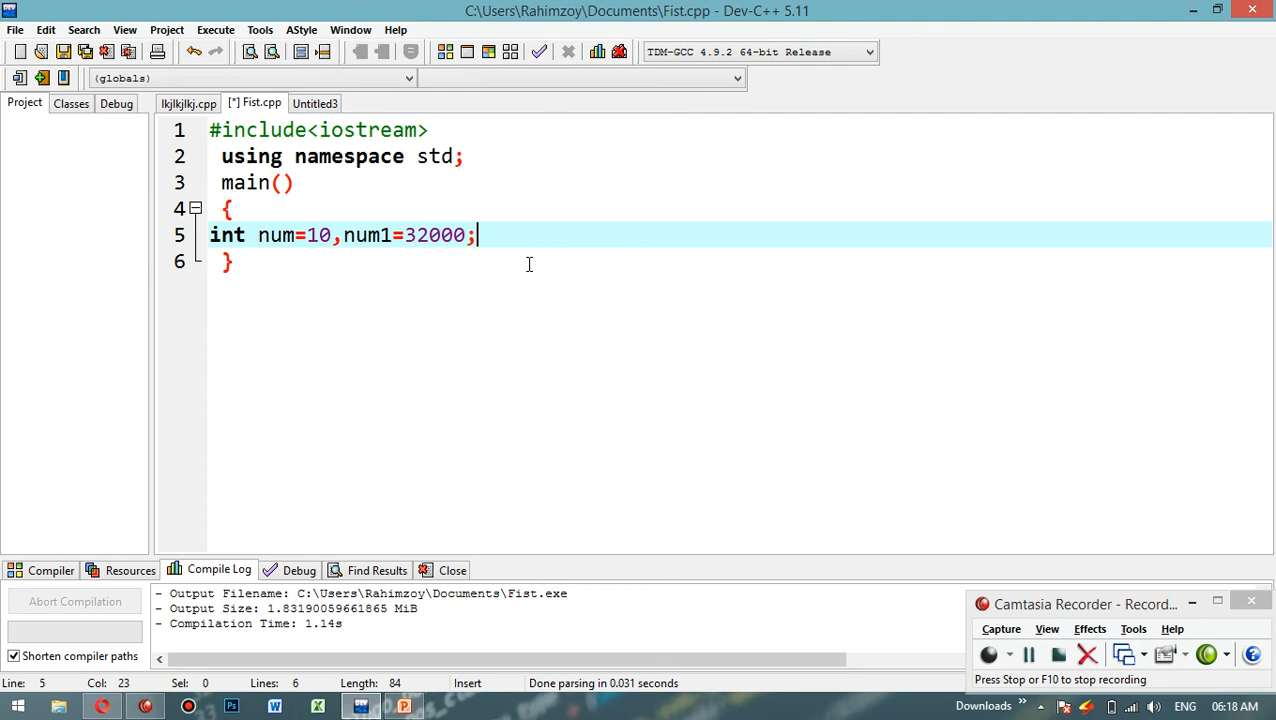 C:\Users\Rahimzoy\Documents\Fist.cpp - Dev-C++ 5.11
File Edit Search View Project Execute Tools AStyle Window Help
TDM-GCC 4.9.2 64-bit Release
(globals)
Project Classes Debug lkjlkjlkj.cpp [*] Fist.cpp Untitled3
1 #include<iostream>
2 using namespace std;
3 main()
4 {
5 int num=10,num1=32000;
6 }
Compiler Resources Compile Log Debug Find Results Close
Abort Compilation
Shorten compiler paths
- Output Filename: C:\Users\Rahimzoy\Documents\Fist.exe
- Output Size: 1.83190059661865 MiB
- Compilation Time: 1.14s
Camtasia Recorder - Record...
Capture View Effects Tools Help
Press Stop or F10 to stop recording
Line: 5 Col: 23 Sel: 0 Lines: 6 Length: 84 Insert Done parsing in 0.031 seconds
Downloads ENG 06:18 AM